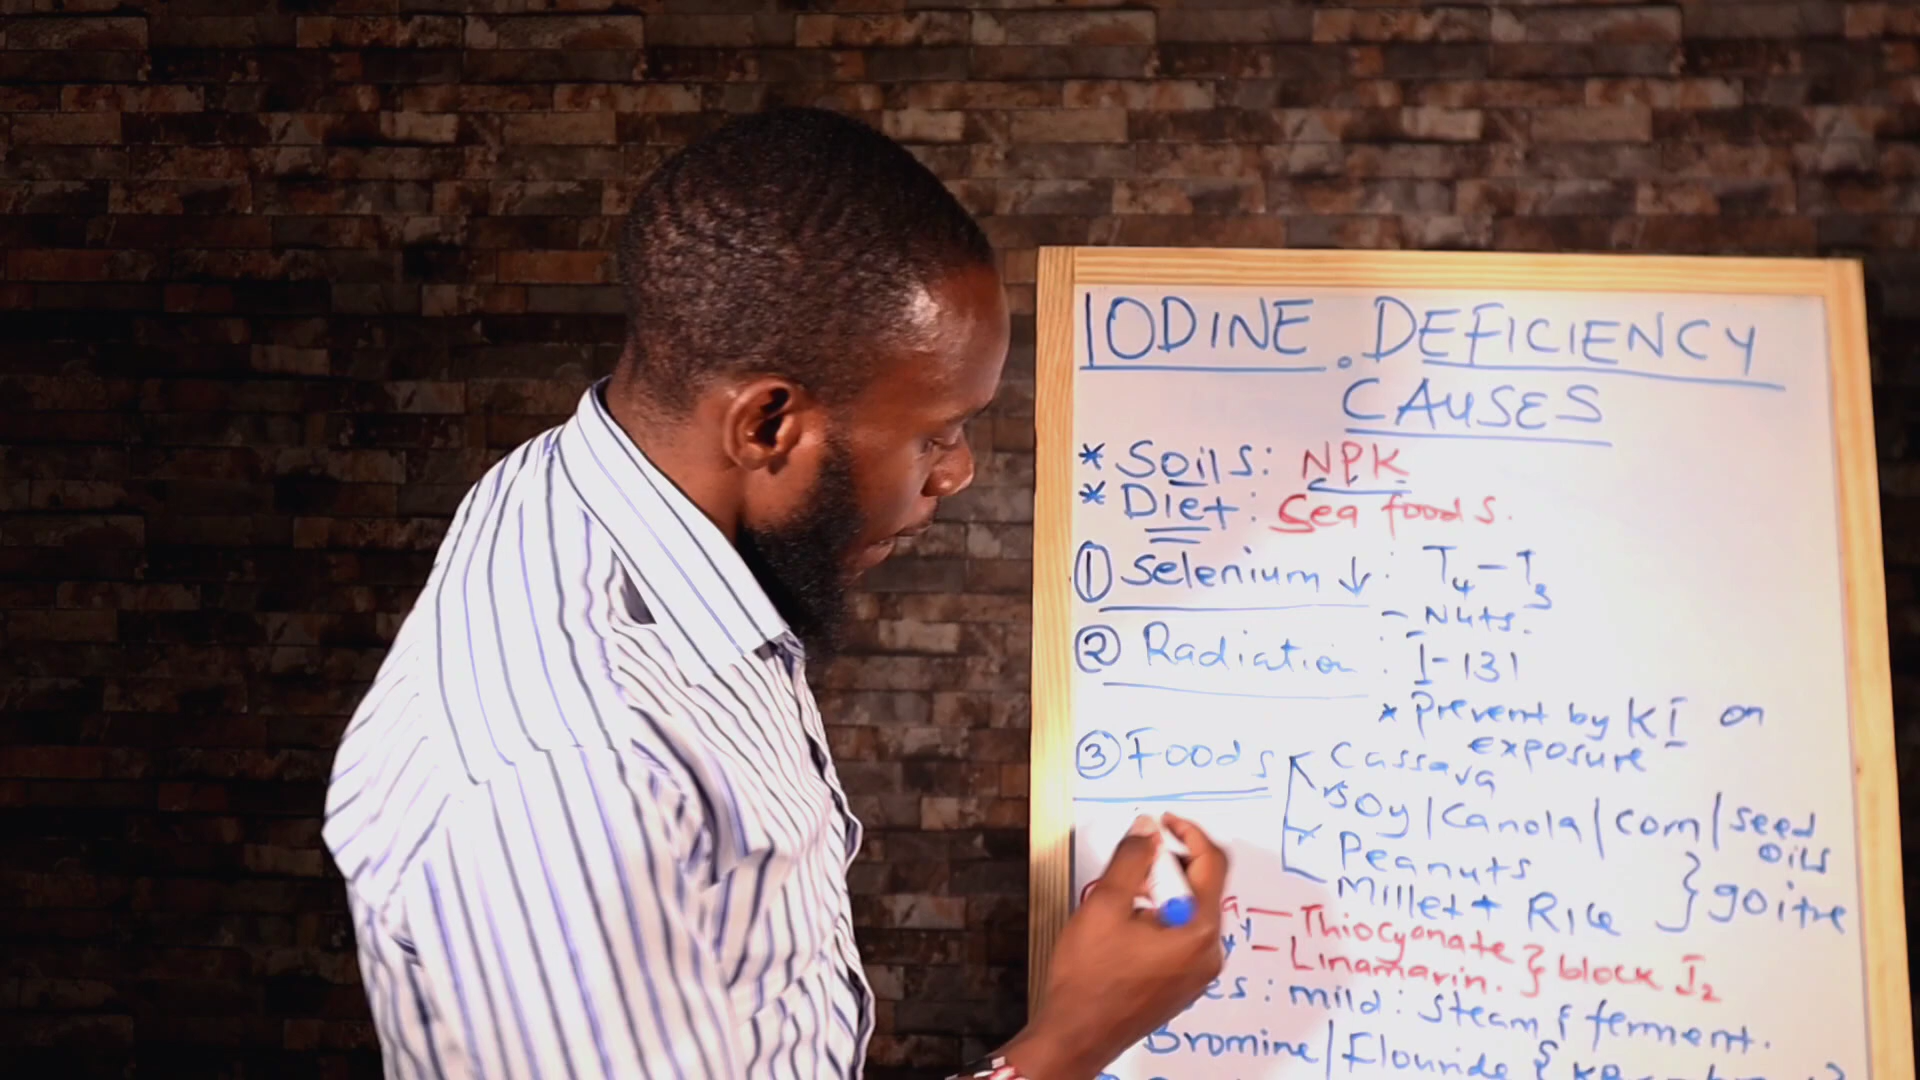 IODINE. DEFICIENCY
CAUSES
* Soils: NPK
* Diet: Sea foods.
① Selenium ↓ : T4-T3
- Nuts.
② Radiation : I-131
* Prevent by KI on
exposure
③ Foods Cassava
* Soy/Canola/Corn/seed
oils
* Peanuts
Millet + Rice } goitre
Thiocyanate
- Linamarin. } block I2
: mild: steam & ferment.
Bromine/Flouride &